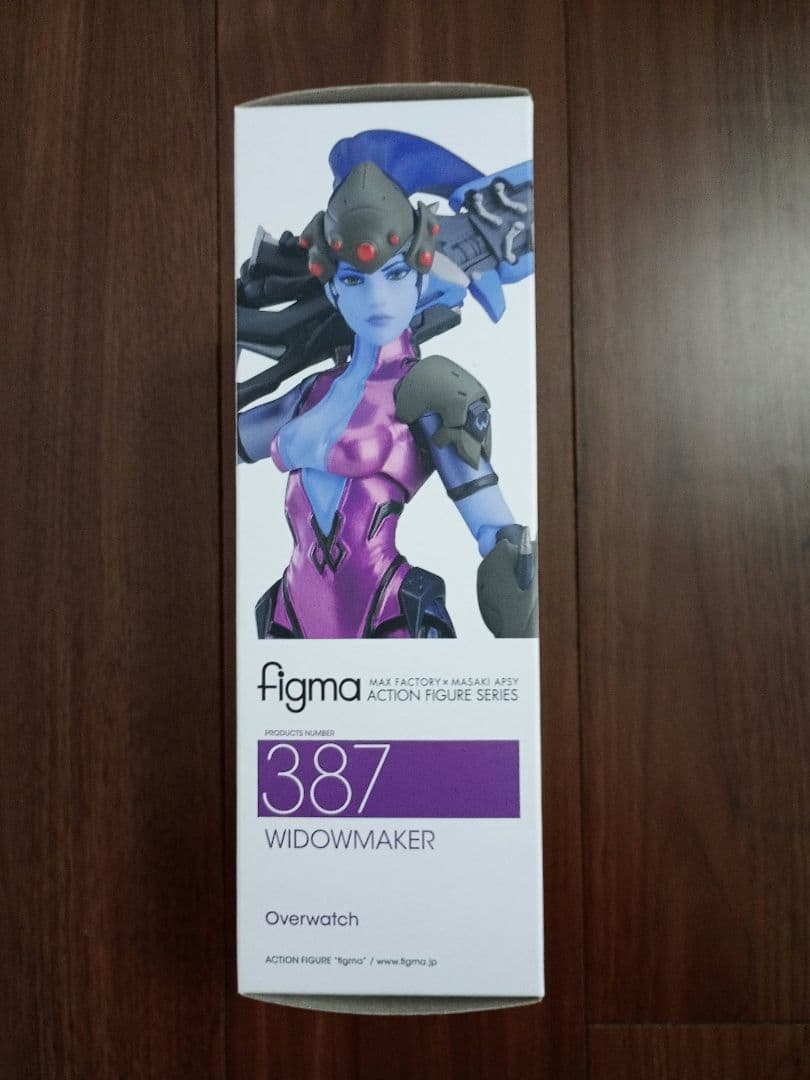 figma MAX FACTORY × MASAKI APSY
ACTION FIGURE SERIES
PRODUCTS NUMBER
387
WIDOWMAKER
Overwatch
ACTION FIGURE "figma" / www.figma.jp